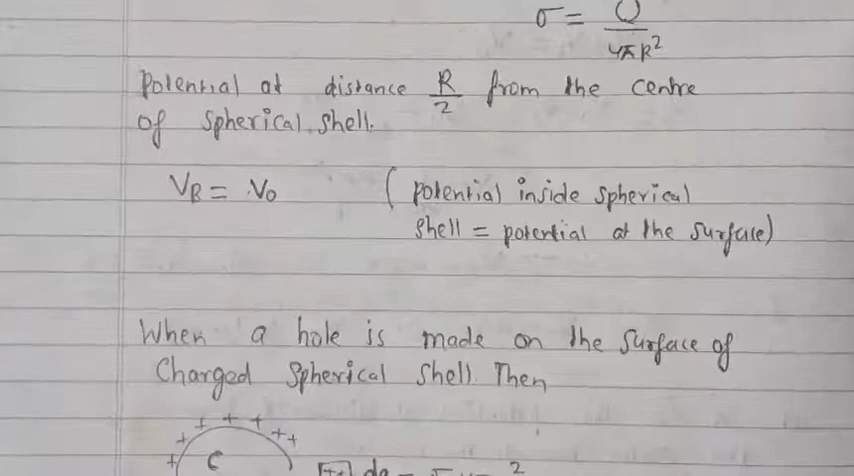 σ = Q / 4πR²
Potential at distance R/2 from the centre
of spherical shell.
V_B = V_0 ( potential inside spherical
shell = potential at the surface)
When a hole is made on the surface of
Charged Spherical Shell Then
+ + + + + + +
C